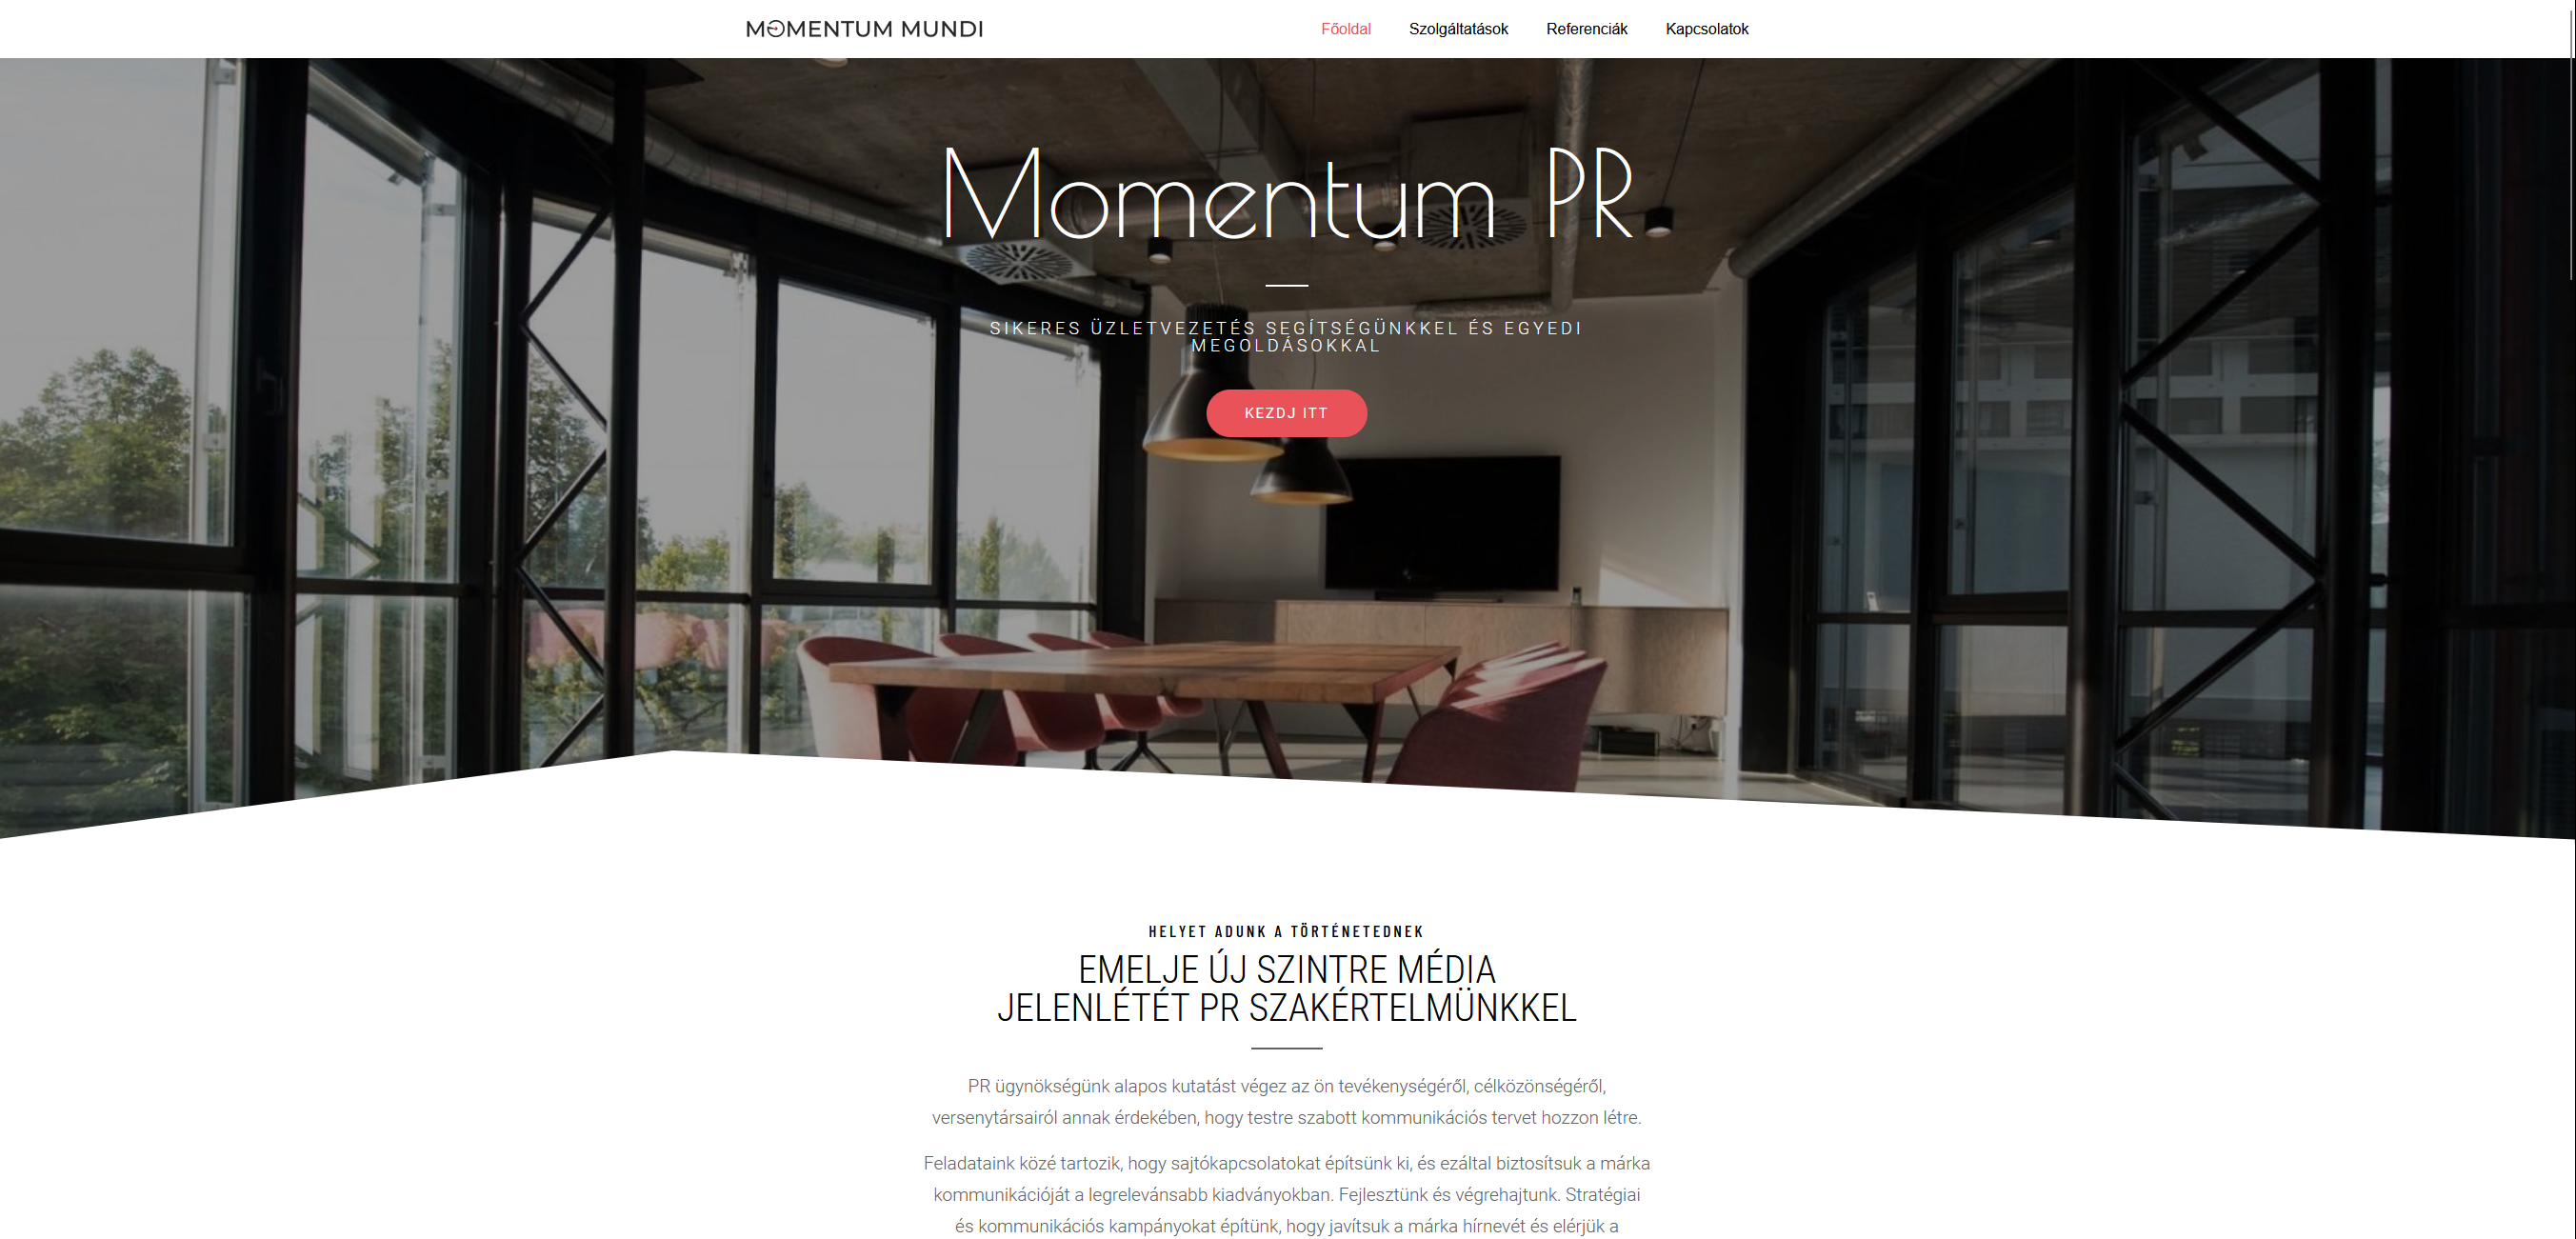 MOMENTUM MUNDI
Főoldal Szolgáltatások Referenciák Kapcsolatok
Momentum PR
SIKERES ÜZLETVEZETÉS SEGÍTSÉGÜNKKEL ÉS EGYEDI
MEGOLDÁSOKKAL
KEZDJ ITT
HELYET ADUNK A TÖRTÉNETEDNEK
EMELJE ÚJ SZINTRE MÉDIA
JELENLÉTÉT PR SZAKÉRTELMÜNKKEL
PR ügynökségünk alapos kutatást végez az ön tevékenységéről, célközönségéről,
versenytársairól annak érdekében, hogy testre szabott kommunikációs tervet hozzon létre.
Feladataink közé tartozik, hogy sajtókapcsolatokat építsünk ki, és ezáltal biztosítsuk a márka
kommunikációját a legrelevánsabb kiadványokban. Fejlesztünk és végrehajtunk. Stratégiai
és kommunikációs kampányokat építünk, hogy javítsuk a márka hírnevét és elérjük a